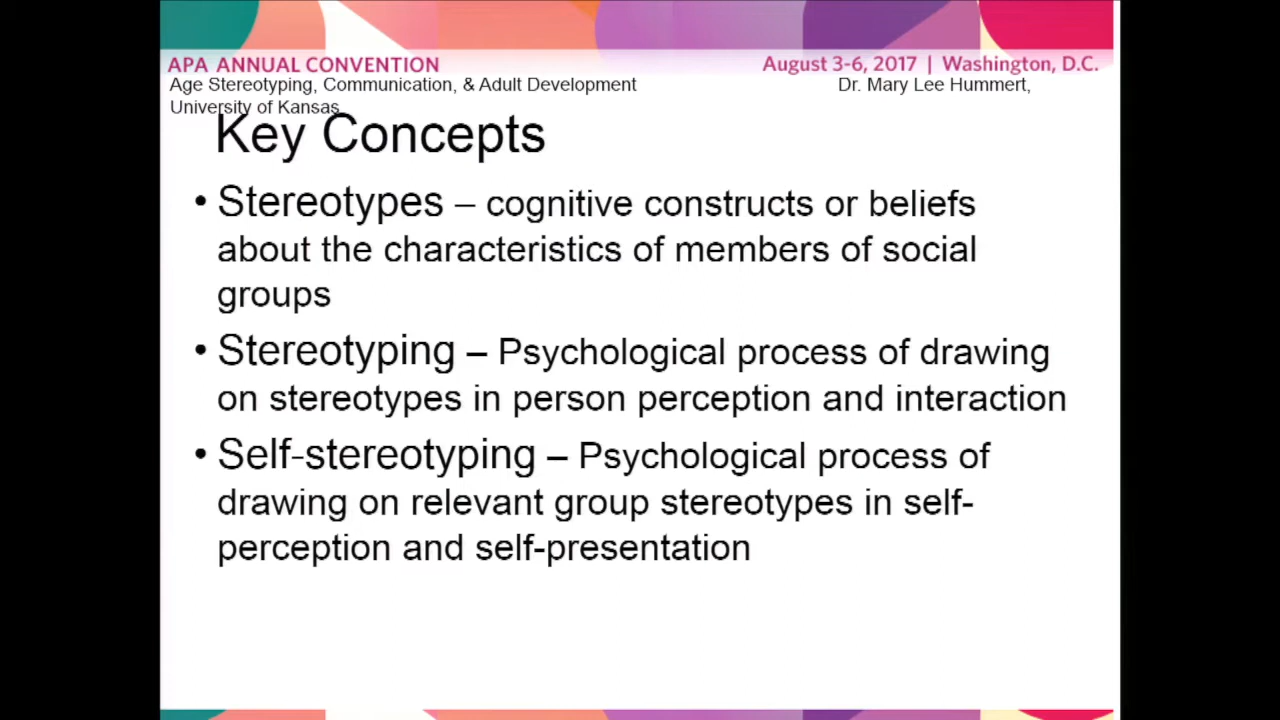 APA ANNUAL CONVENTION
August 3-6, 2017 | Washington, D.C.
Age Stereotyping, Communication, & Adult Development
Dr. Mary Lee Hummert,
University of Kansas
Key Concepts
• Stereotypes – cognitive constructs or beliefs
about the characteristics of members of social
groups
• Stereotyping – Psychological process of drawing
on stereotypes in person perception and interaction
• Self-stereotyping – Psychological process of
drawing on relevant group stereotypes in self-
perception and self-presentation